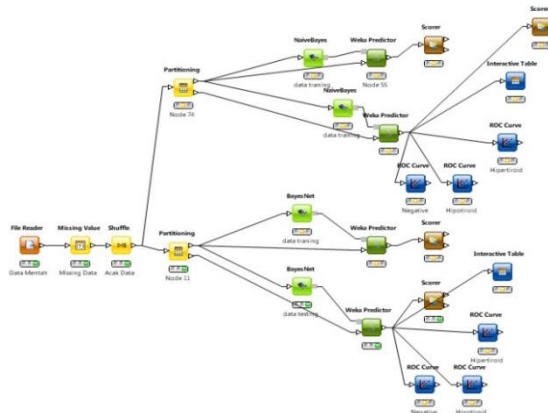 Scorer
Scorer
NaiveBayes
Weka Predictor
Partitioning
Interactive Table
data training
Node 55
NaiveBayes
Weka Predictor
Node 74
data training
ROC Curve
ROC Curve
ROC Curve
Hipertiroid
Negative
Hipotiroid
BayesNet
File Reader
Missing Value
Shuffle
Partitioning
Weka Predictor
Scorer
data training
Interactive Table
Data Mentah
Missing Data
Acak Data
Node 11
BayesNet
Scorer
data testing
Weka Predictor
ROC Curve
Hipertiroid
ROC Curve
ROC Curve
Negative
Hipotiroid